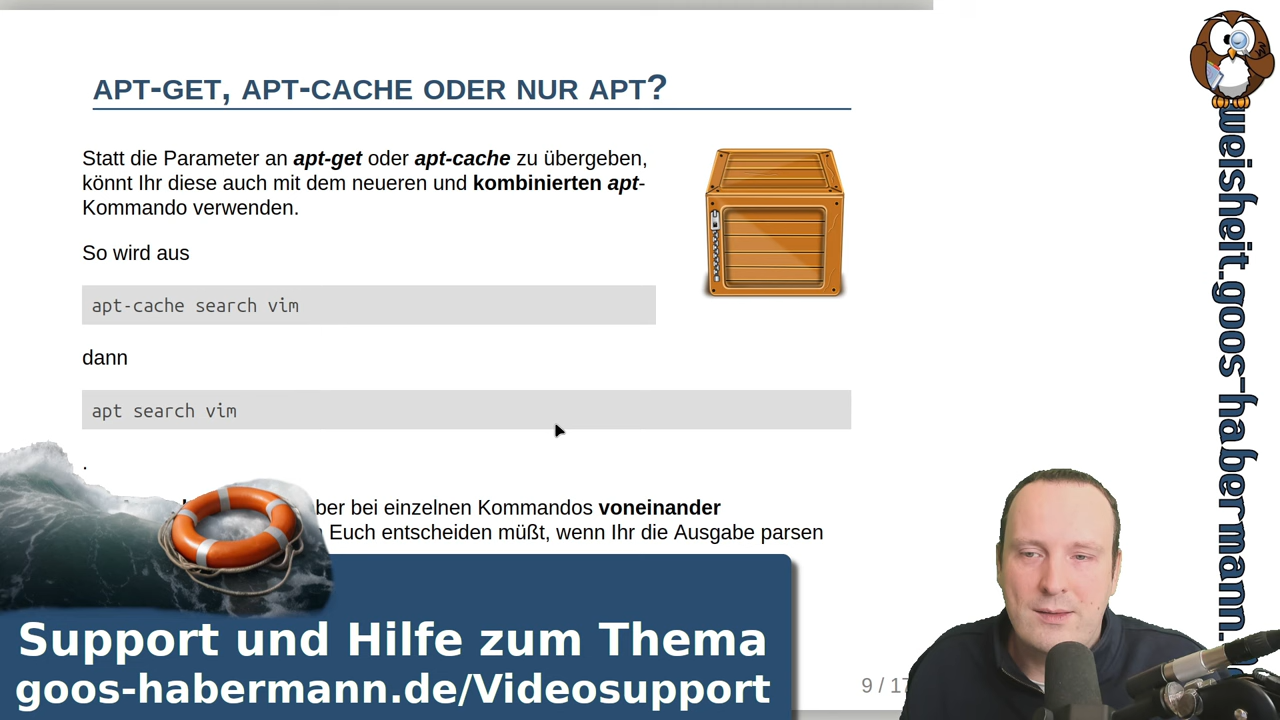 APT-GET, APT-CACHE ODER NUR APT?
Statt die Parameter an apt-get oder apt-cache zu übergeben,
könnt Ihr diese auch mit dem neueren und kombinierten apt-
Kommando verwenden.
So wird aus
apt-cache search vim
dann
apt search vim
.
ber bei einzelnen Kommandos voneinander
Euch entscheiden müßt, wenn Ihr die Ausgabe parsen
Support und Hilfe zum Thema
goos-habermann.de/Videosupport
9 / 17
weisheit.goos-habermann.